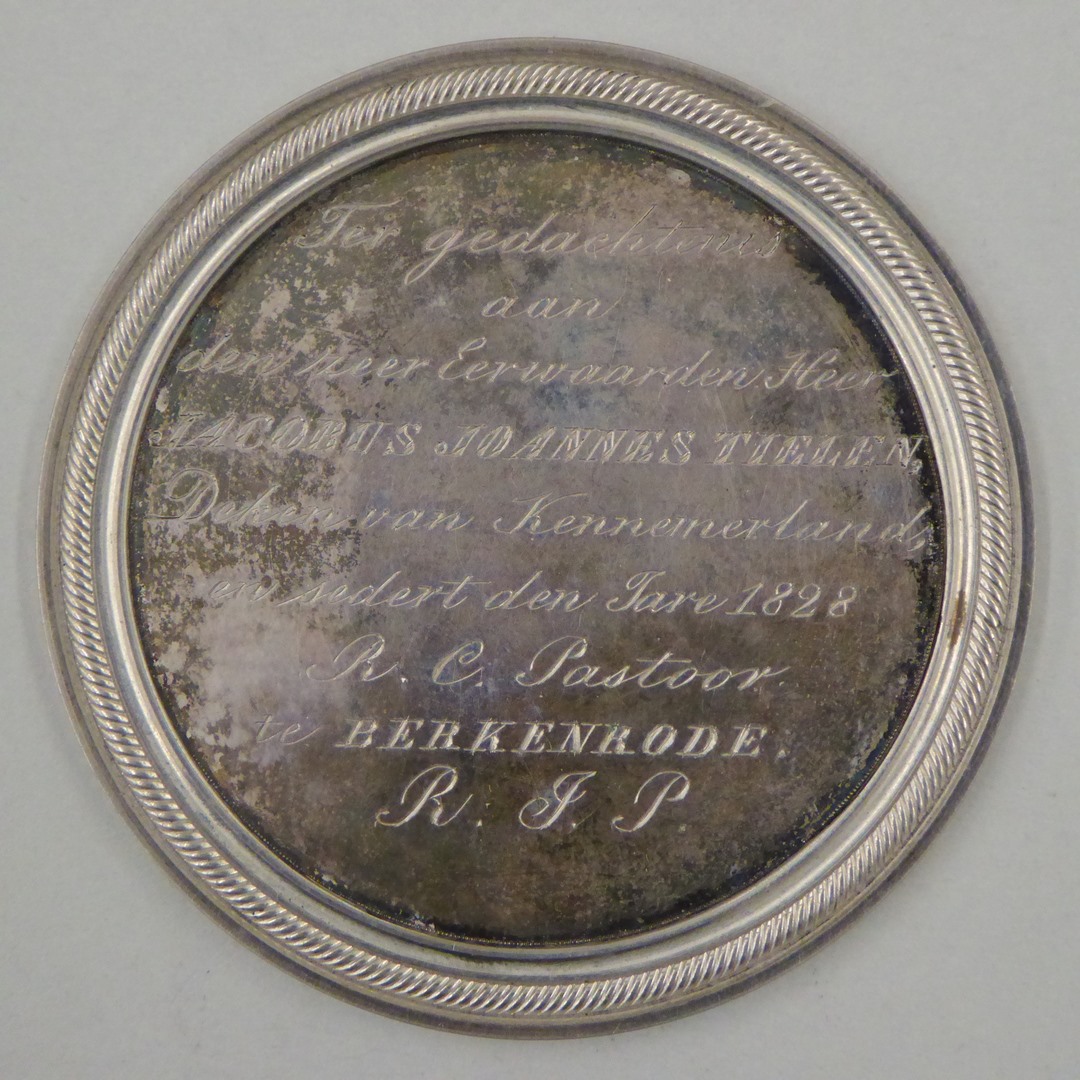 Ter gedachtenis
aan
den meer Eerwaarden Heer
JACOBUS JOANNES TIELEN,
Deken van Kennemerland,
en sedert den Jare 1828
R. C. Pastoor.
te BERKENRODE.
R. J. P.